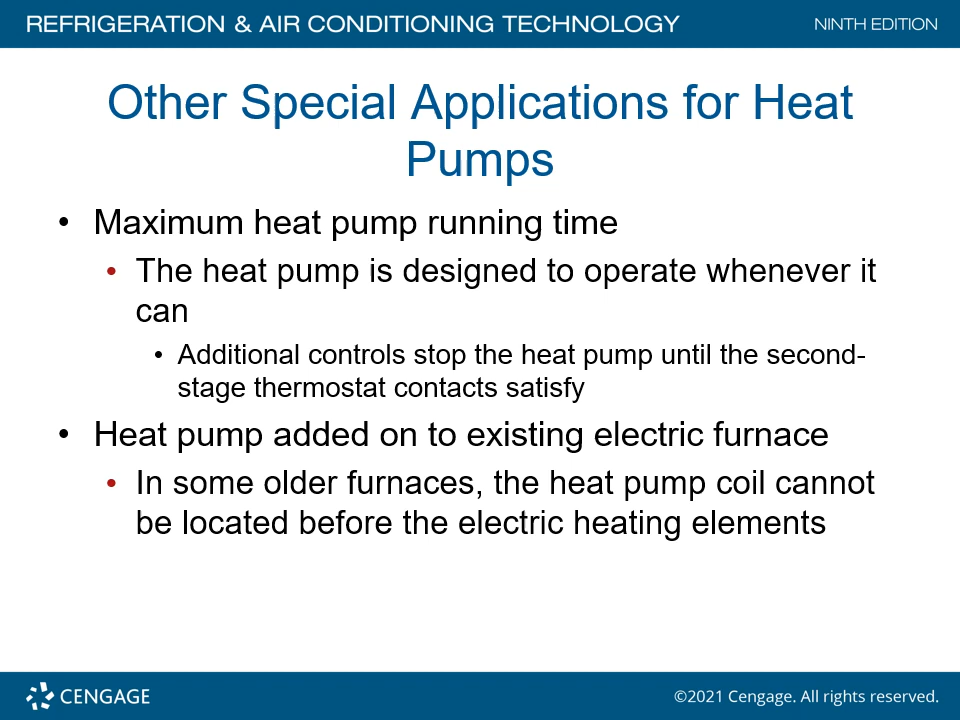 REFRIGERATION & AIR CONDITIONING TECHNOLOGY NINTH EDITION
Other Special Applications for Heat
Pumps
• Maximum heat pump running time
• The heat pump is designed to operate whenever it
can
• Additional controls stop the heat pump until the second-
stage thermostat contacts satisfy
• Heat pump added on to existing electric furnace
• In some older furnaces, the heat pump coil cannot
be located before the electric heating elements
CENGAGE ©2021 Cengage. All rights reserved.